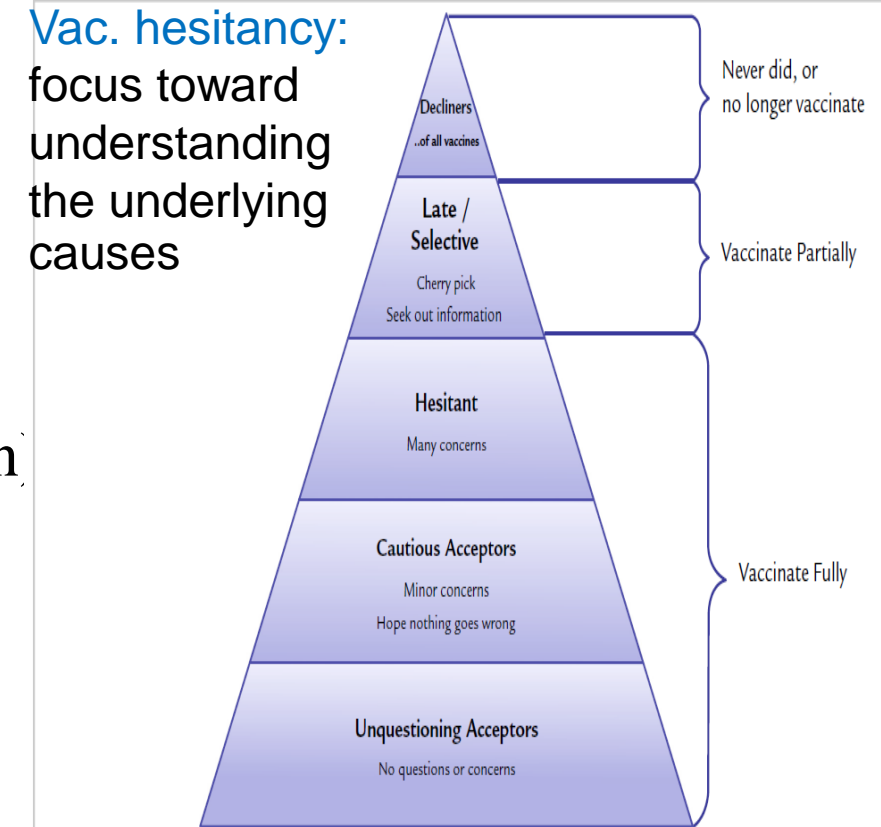 Vac. hesitancy:
focus toward
understanding
the underlying
causes
Decliners
..of all vaccines
Never did, or
no longer vaccinate
Late /
Selective
Cherry pick
Seek out information
Vaccinate Partially
Hesitant
Many concerns
Cautious Acceptors
Minor concerns
Hope nothing goes wrong
Vaccinate Fully
Unquestioning Acceptors
No questions or concerns